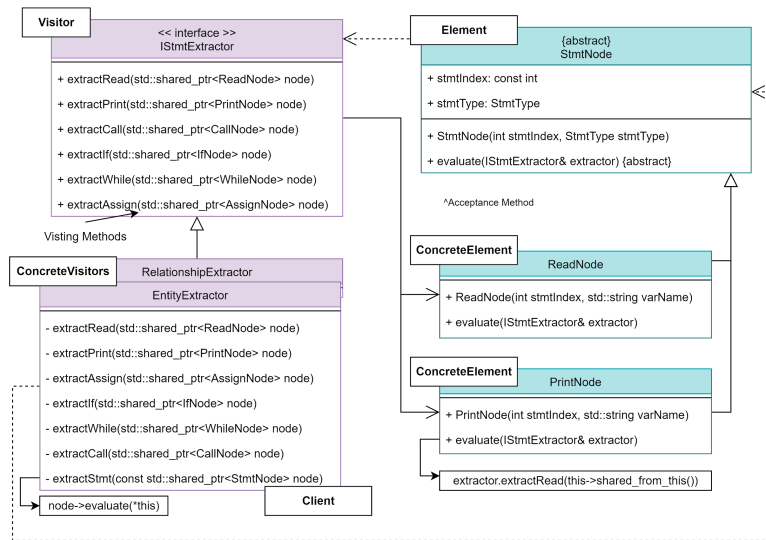 Visitor
<< interface >>
IStmtExtractor
+ extractRead(std::shared_ptr<ReadNode> node)
+ extractPrint(std::shared_ptr<PrintNode> node)
+ extractCall(std::shared_ptr<CallNode> node)
+ extractIf(std::shared_ptr<IfNode> node)
+ extractWhile(std::shared_ptr<WhileNode> node)
+ extractAssign(std::shared_ptr<AssignNode> node)
Visting Methods
Element
{abstract}
StmtNode
+ stmtIndex: const int
+ stmtType: StmtType
+ StmtNode(int stmtIndex, StmtType stmtType)
+ evaluate(IStmtExtractor& extractor) {abstract}
^Acceptance Method
ConcreteVisitors
RelationshipExtractor
EntityExtractor
- extractRead(std::shared_ptr<ReadNode> node)
- extractPrint(std::shared_ptr<PrintNode> node)
- extractAssign(std::shared_ptr<AssignNode> node)
- extractIf(std::shared_ptr<IfNode> node)
- extractWhile(std::shared_ptr<WhileNode> node)
- extractCall(std::shared_ptr<CallNode> node)
- extractStmt(const std::shared_ptr<StmtNode> node)
Client
node->evaluate(*this)
ConcreteElement
ReadNode
+ ReadNode(int stmtIndex, std::string varName)
+ evaluate(IStmtExtractor& extractor)
ConcreteElement
PrintNode
+ PrintNode(int stmtIndex, std::string varName)
+ evaluate(IStmtExtractor& extractor)
extractor.extractRead(this->shared_from_this())